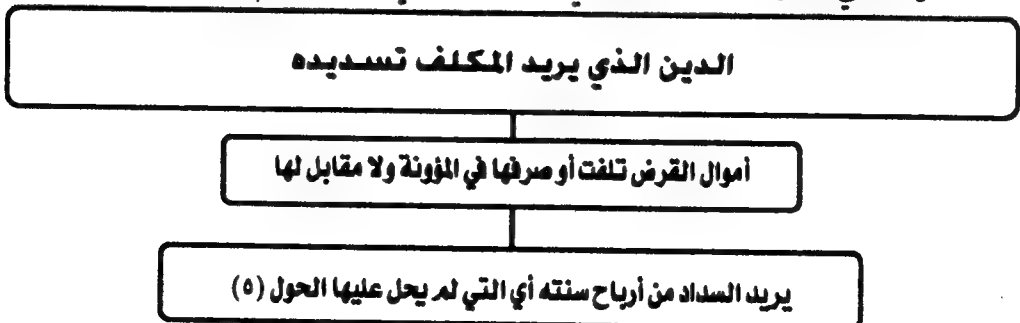 الدين الذي يريد المكلف تسديده
أموال القرض تلفت أو صرفها في المؤونة ولا مقابل لها
يريد السداد من أرباح سنته أي التي لم يحل عليها الحول (٥)